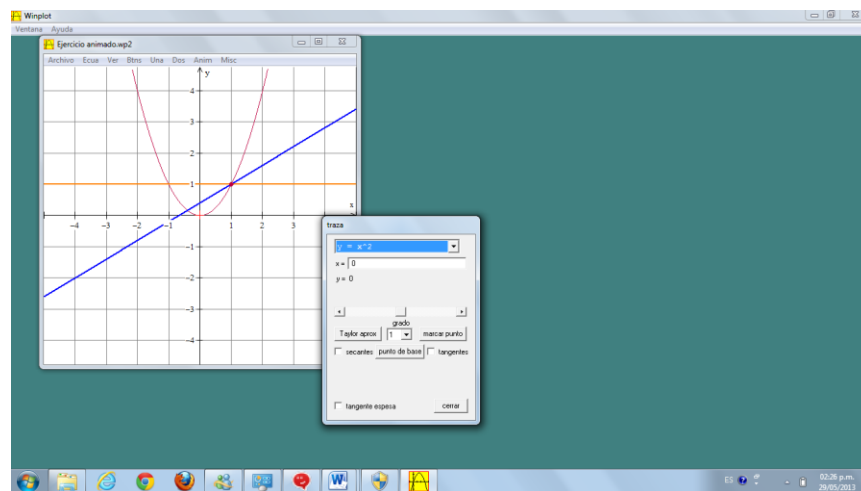 Winplot
Ventana Ayuda
Ejercicio animado.wp2
Archivo Ecua Ver Btns Una Dos Anim Misc
y
4
3
2
1
x
-4 -3 -2 -1 1 2 3
-1
-2
-3
-4
traza
y = x^2
x = 0
y = 0
grado
Taylor aprox 1 marcar punto
secantes punto de base tangentes
tangente espesa cerrar
W
ES
02:26 p.m.
29/05/2013